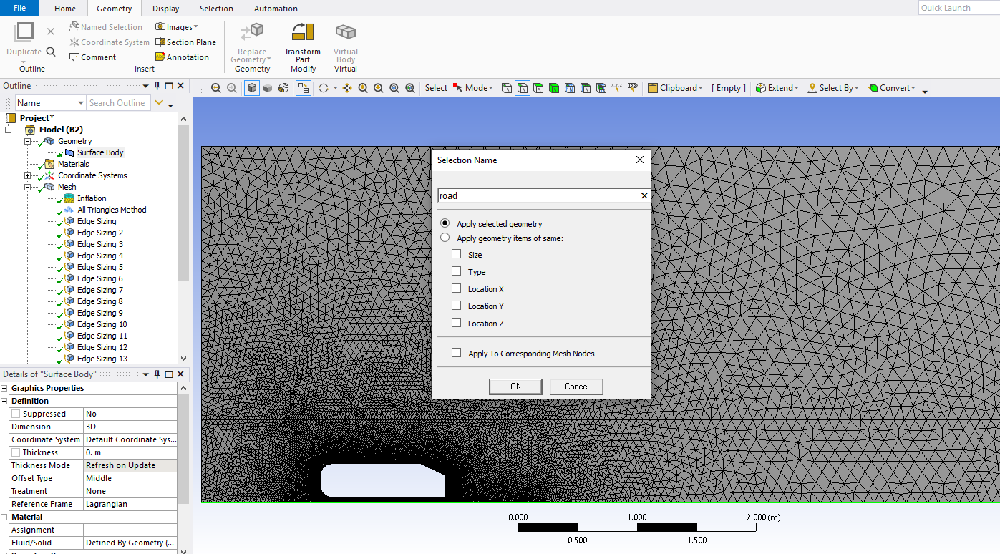 File Home Geometry Display Selection Automation Quick Launch
Duplicate
Outline
Named Selection Images
Coordinate System Section Plane
Comment Annotation
Insert
Replace Geometry
Geometry
Transform Part
Modify
Virtual Body
Virtual
Outline
Name Search Outline
Select Mode Clipboard [ Empty ] Extend Select By Convert
Project*
Model (B2)
Geometry
Surface Body
Materials
Coordinate Systems
Mesh
Inflation
All Triangles Method
Edge Sizing
Edge Sizing 2
Edge Sizing 3
Edge Sizing 4
Edge Sizing 5
Edge Sizing 6
Edge Sizing 7
Edge Sizing 8
Edge Sizing 9
Edge Sizing 10
Edge Sizing 11
Edge Sizing 12
Edge Sizing 13
Details of "Surface Body"
Graphics Properties
Definition
Suppressed No
Dimension 3D
Coordinate System Default Coordinate Sys...
Thickness 0. m
Thickness Mode Refresh on Update
Offset Type Middle
Treatment None
Reference Frame Lagrangian
Material
Assignment
Fluid/Solid Defined By Geometry (...
Selection Name
road
Apply selected geometry
Apply geometry items of same:
Size
Type
Location X
Location Y
Location Z
Apply To Corresponding Mesh Nodes
OK Cancel
0.000 1.000 2.000 (m)
0.500 1.500